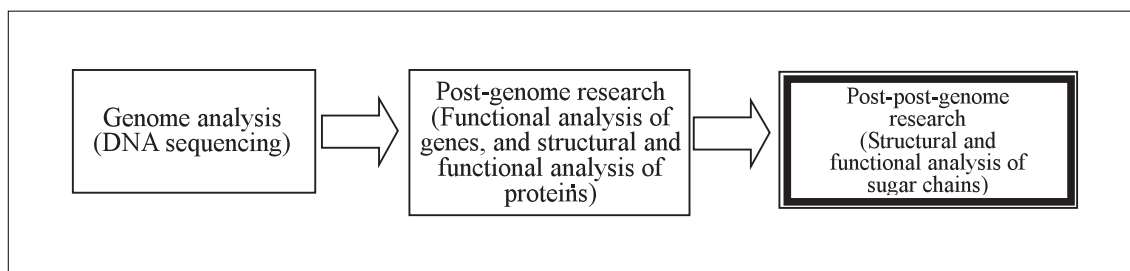 Genome analysis
(DNA sequencing)
Post-genome research
(Functional analysis of
genes, and structural and
functional analysis of
proteins)
Post-post-genome
research
(Structural and
functional analysis of
sugar chains)